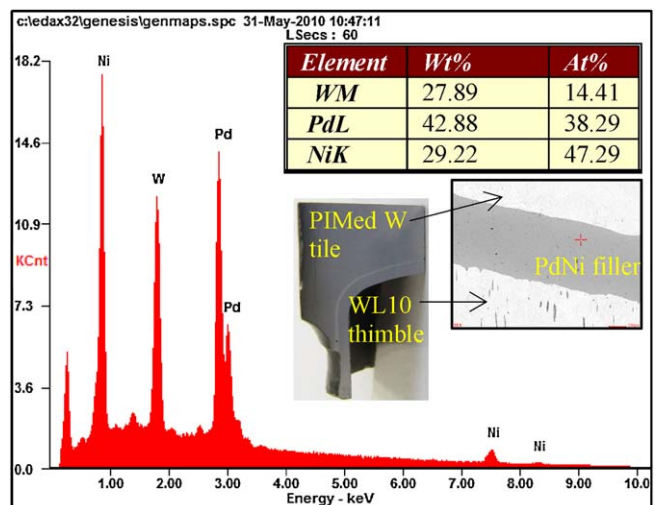 c:\edax32\genesis\genmaps.spc 31-May-2010 10:47:11
LSecs : 60
18.2
14.6
10.9
KCnt
7.3
3.6
0.0
Ni
W
Pd
Pd
Ni
Ni
Element Wt% At%
WM 27.89 14.41
PdL 42.88 38.29
NiK 29.22 47.29
PIMed W
tile
PdNi filler
WL10
thimble
1.00 2.00 3.00 4.00 5.00 6.00 7.00 8.00 9.00 10.0
Energy - keV